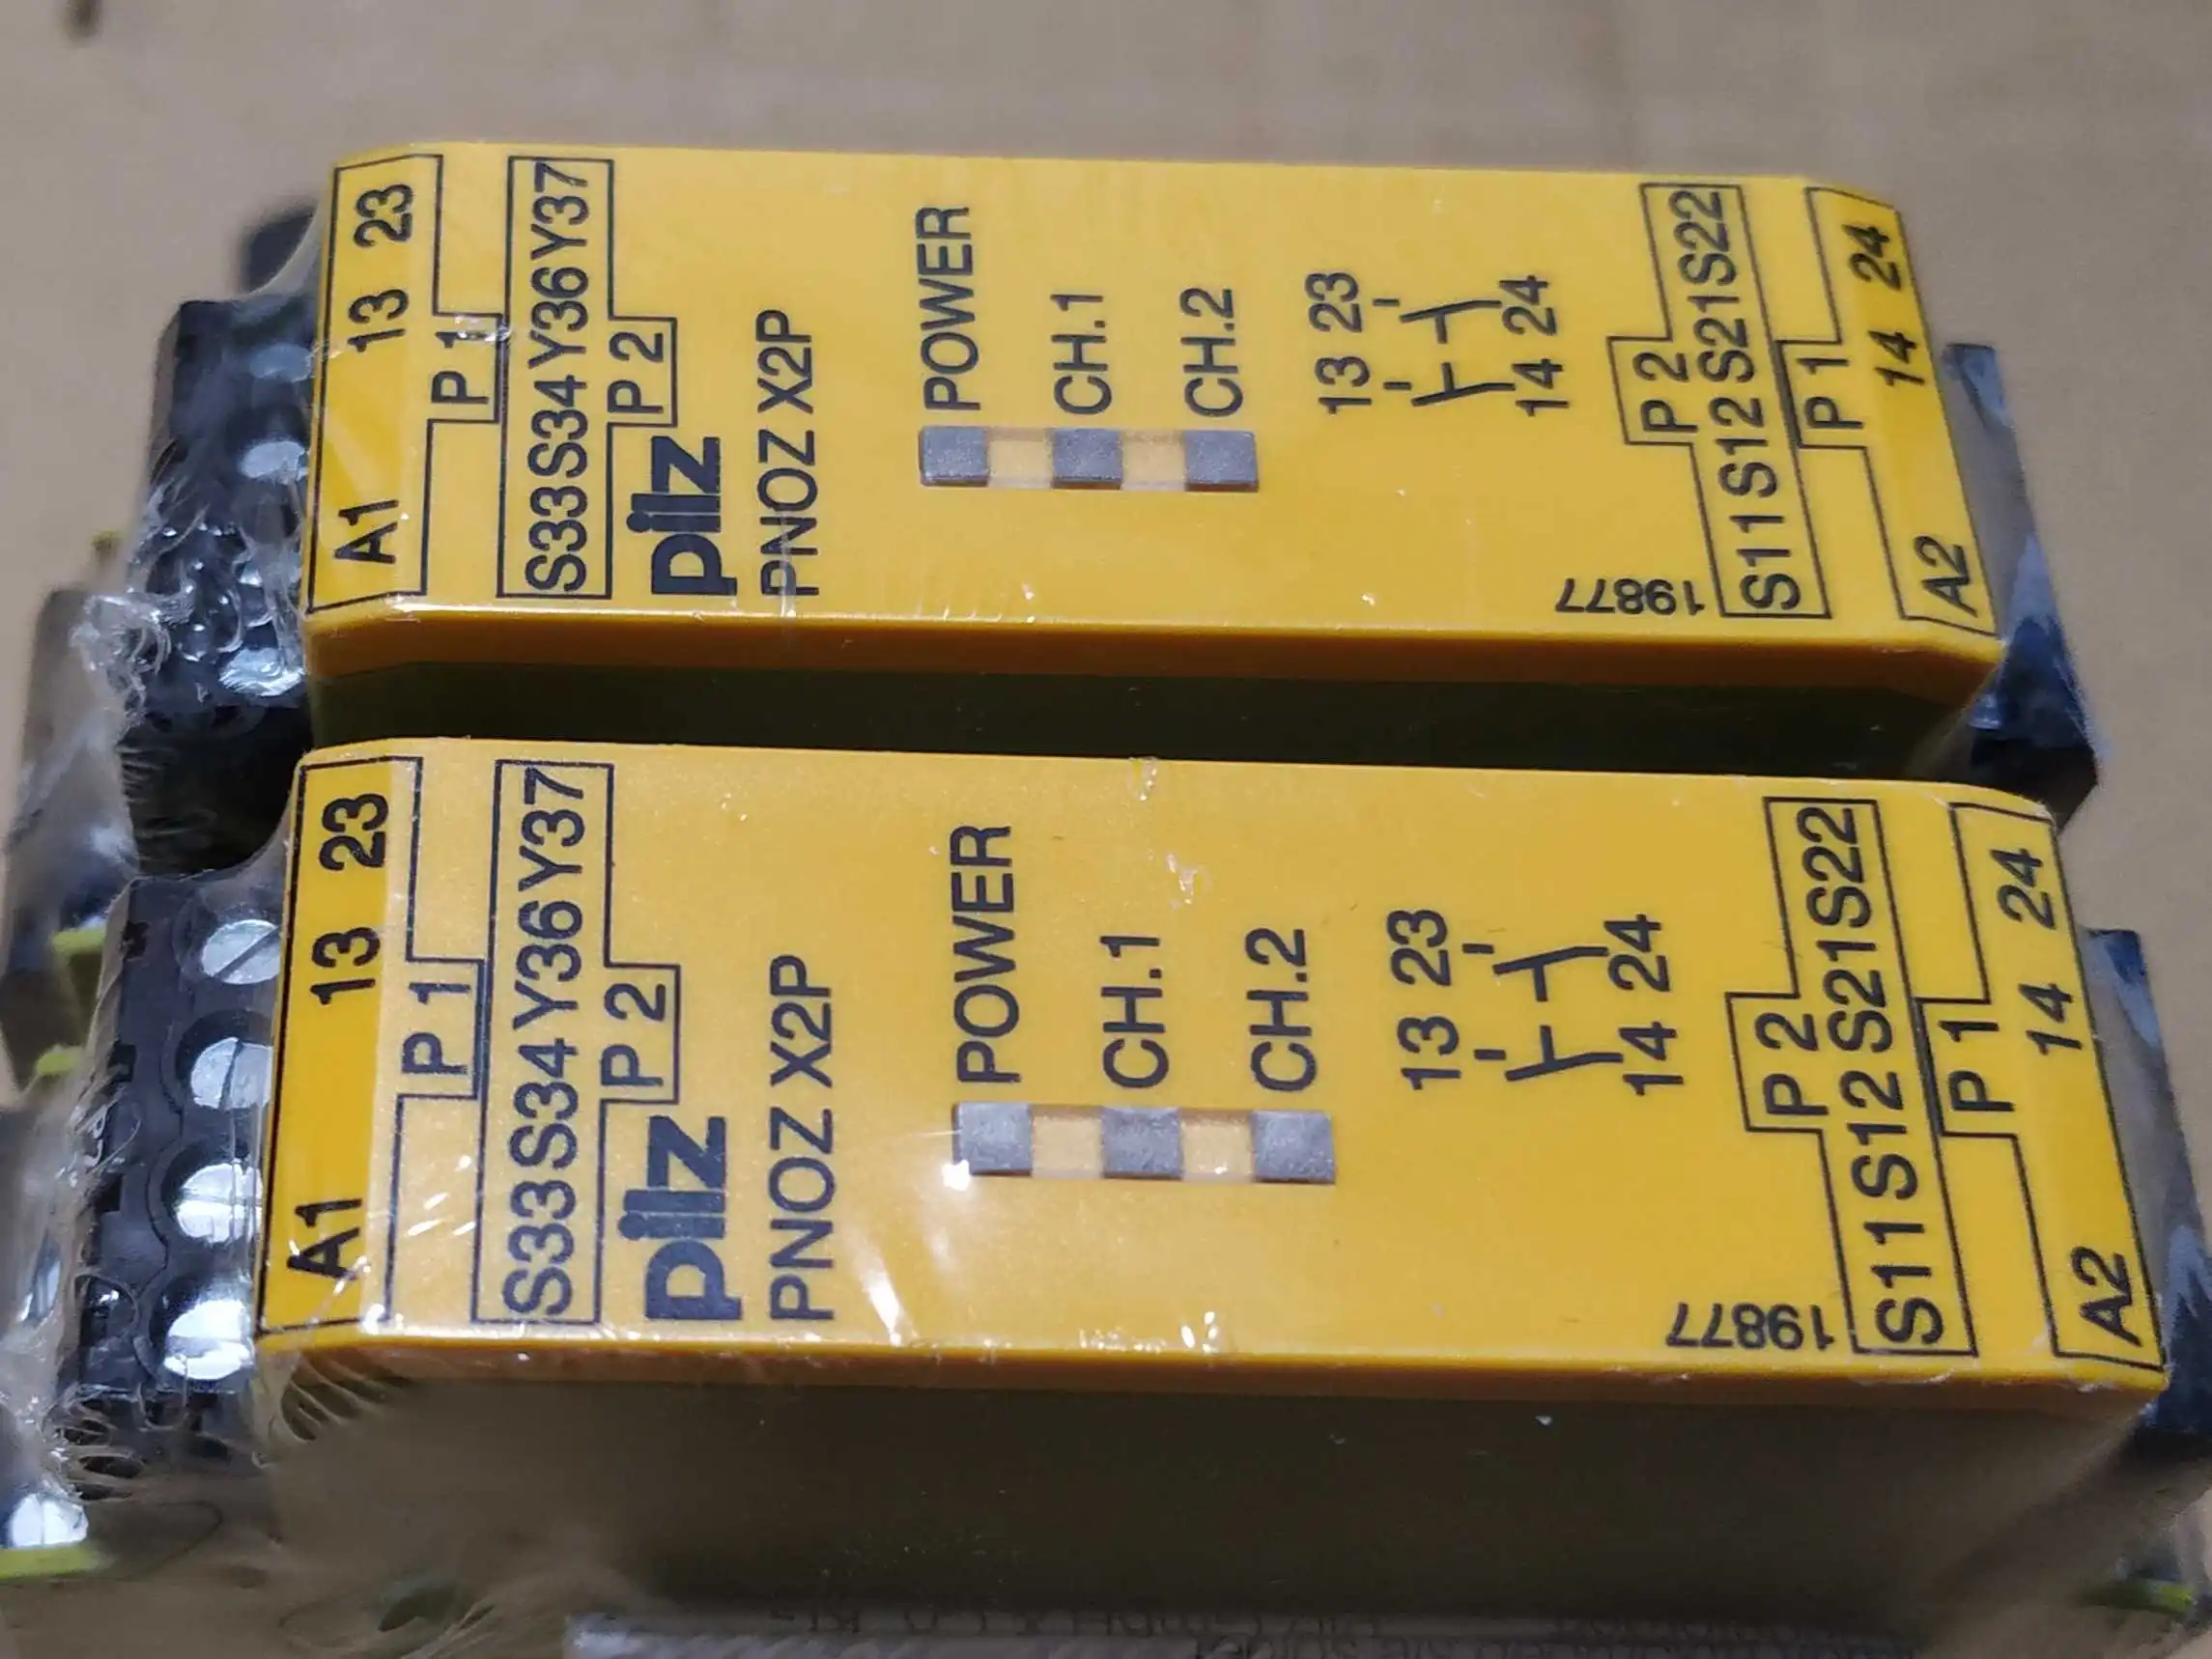 13 23
A1
P 1
S33 S34 Y36 Y37
P 2
pilz
PNOZ X2P
POWER
CH.1
CH.2
13 23
14 24
19877
P 2
S11 S12 S21 S22
P 1
14 24
A2
13 23
A1
P 1
S33 S34 Y36 Y37
P 2
pilz
PNOZ X2P
POWER
CH.1
CH.2
13 23
14 24
19877
P 2
S11 S12 S21 S22
P 1
14 24
A2